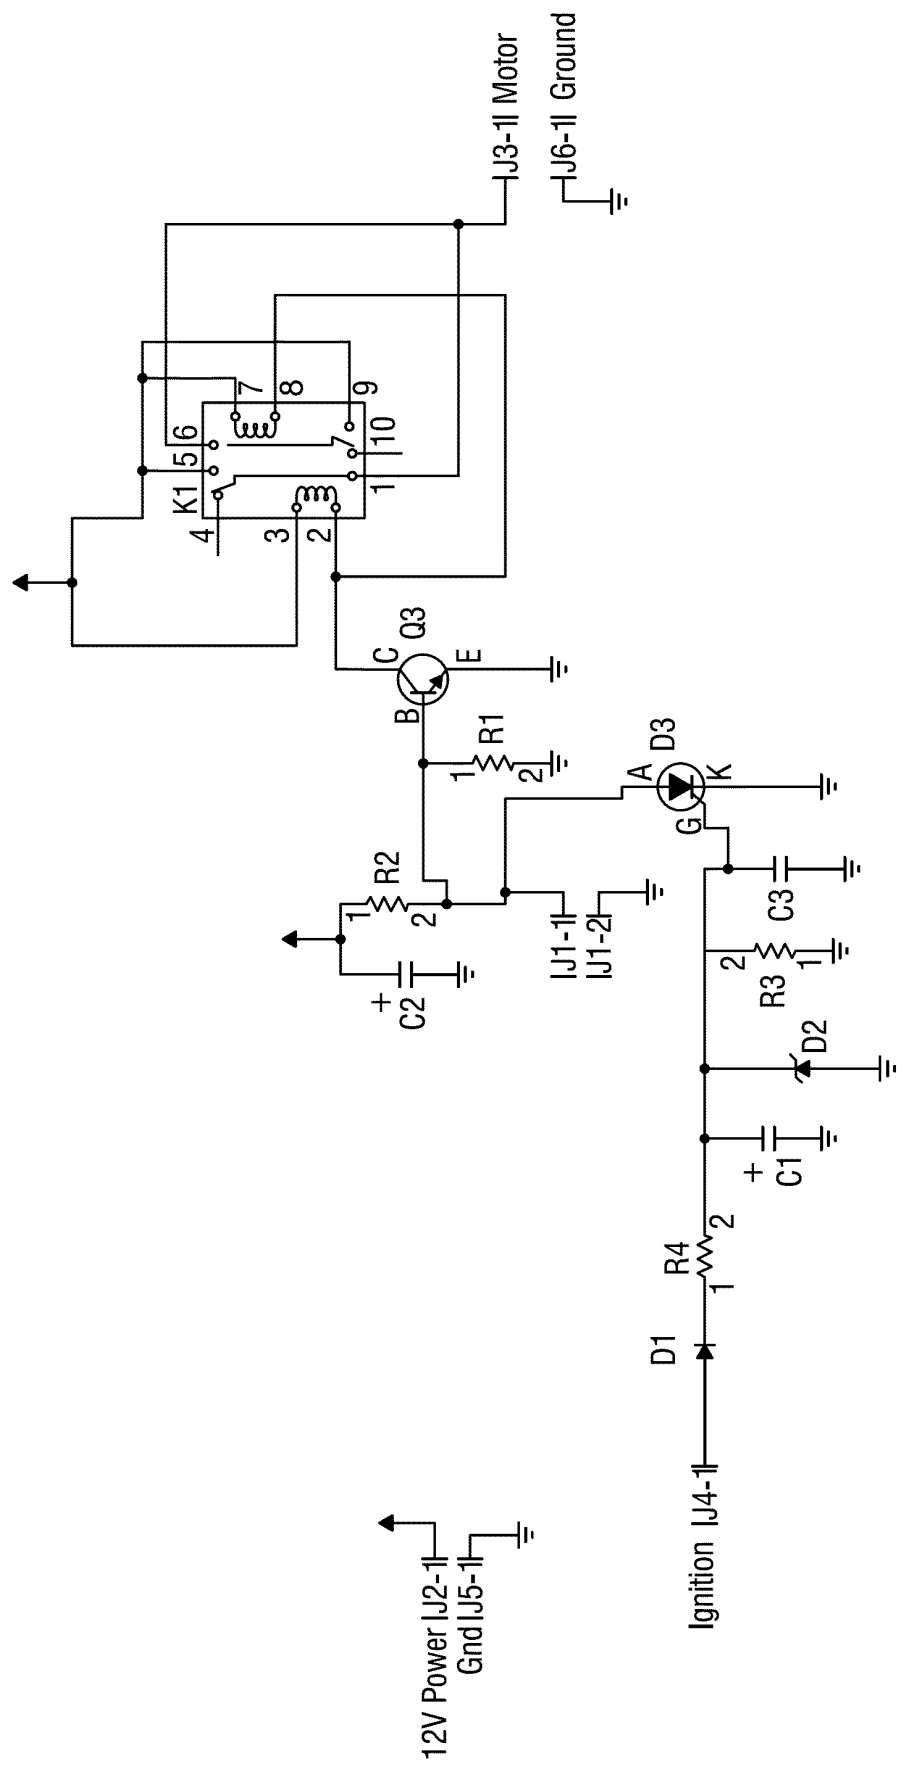 12V Power J2-1
Gnd J5-1
Ignition J4-1
D1
1
R4
2
+
C1
D2
2
R3
1
C3
+
C2
1
R2
2
J1-1
J1-2
G
A
D3
K
1
R1
2
B
C
Q3
E
K1
4
5
6
3
2
1
7
8
9
10
J3-1 Motor
J6-1 Ground